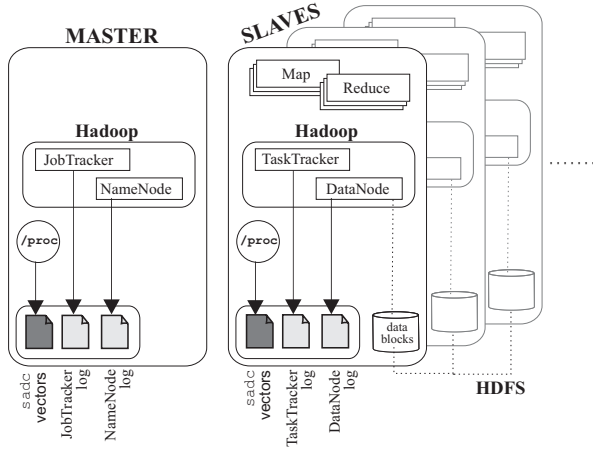 MASTER
SLAVES
Map
Reduce
Hadoop
Hadoop
JobTracker
NameNode
TaskTracker
DataNode
/proc
/proc
data
blocks
sadc
vectors
JobTracker
log
NameNode
log
sadc
vectors
TaskTracker
log
DataNode
log
HDFS